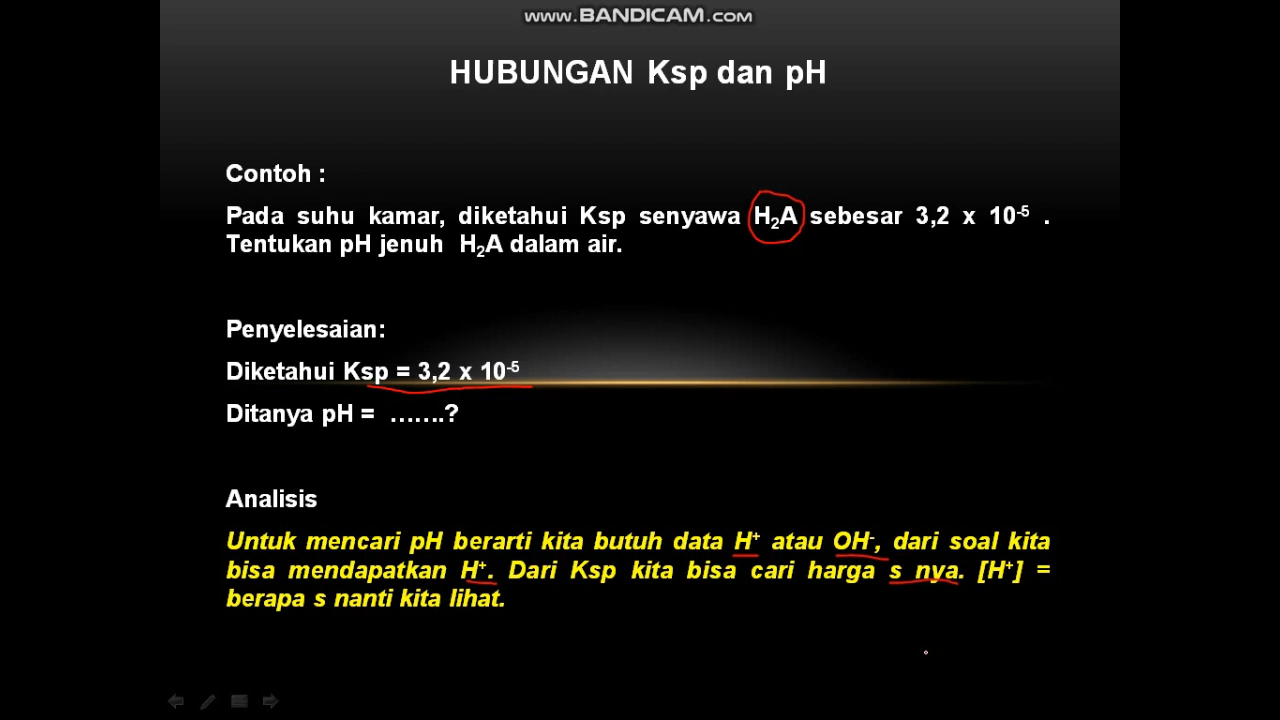 www.BANDICAM.com
HUBUNGAN Ksp dan pH
Contoh :
Pada suhu kamar, diketahui Ksp senyawa H₂A sebesar 3,2 x 10⁻⁵ .
Tentukan pH jenuh H₂A dalam air.
Penyelesaian:
Diketahui Ksp = 3,2 x 10⁻⁵
Ditanya pH = …….?
Analisis
Untuk mencari pH berarti kita butuh data H⁺ atau OH⁻, dari soal kita
bisa mendapatkan H⁺. Dari Ksp kita bisa cari harga s nya. [H⁺] =
berapa s nanti kita lihat.